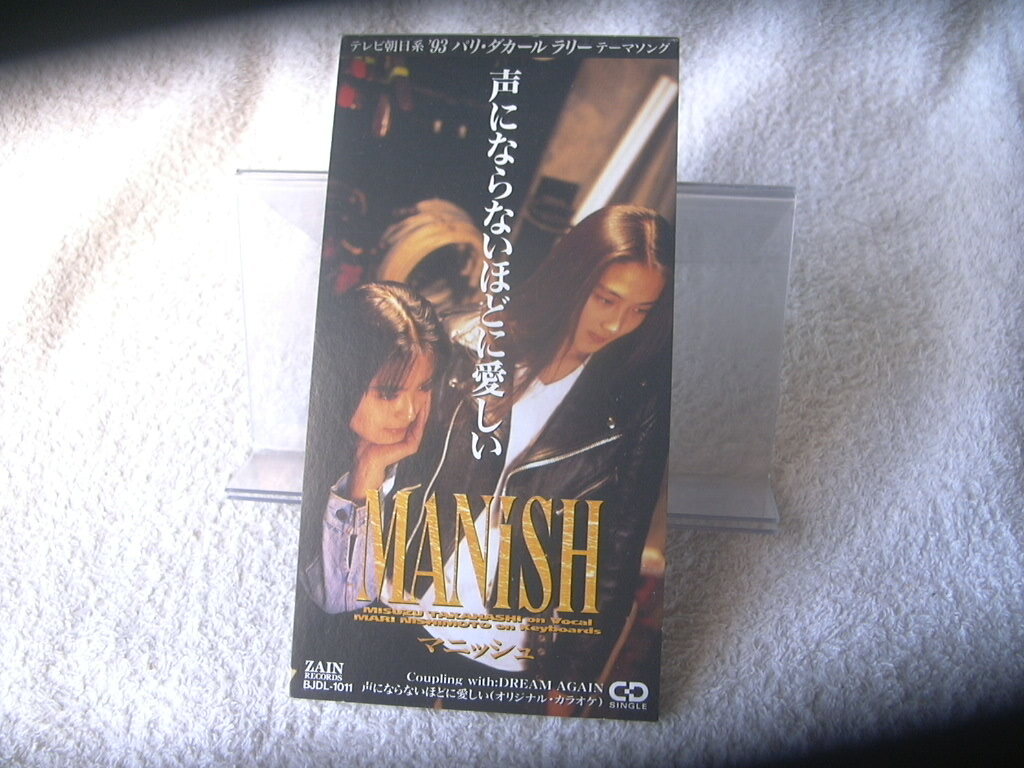 テレビ朝日系 '93 パリ・ダカール ラリー テーマソング
声にならないほどに愛しい
MANiSH
MISUZU TAKAHASHI on Vocal
MARI NISHIMOTO on Keyboards
マニッシュ
Coupling with:DREAM AGAIN
声にならないほどに愛しい(オリジナル・カラオケ)
ZAIN
RECORDS
BJDL-1011
CD
SINGLE